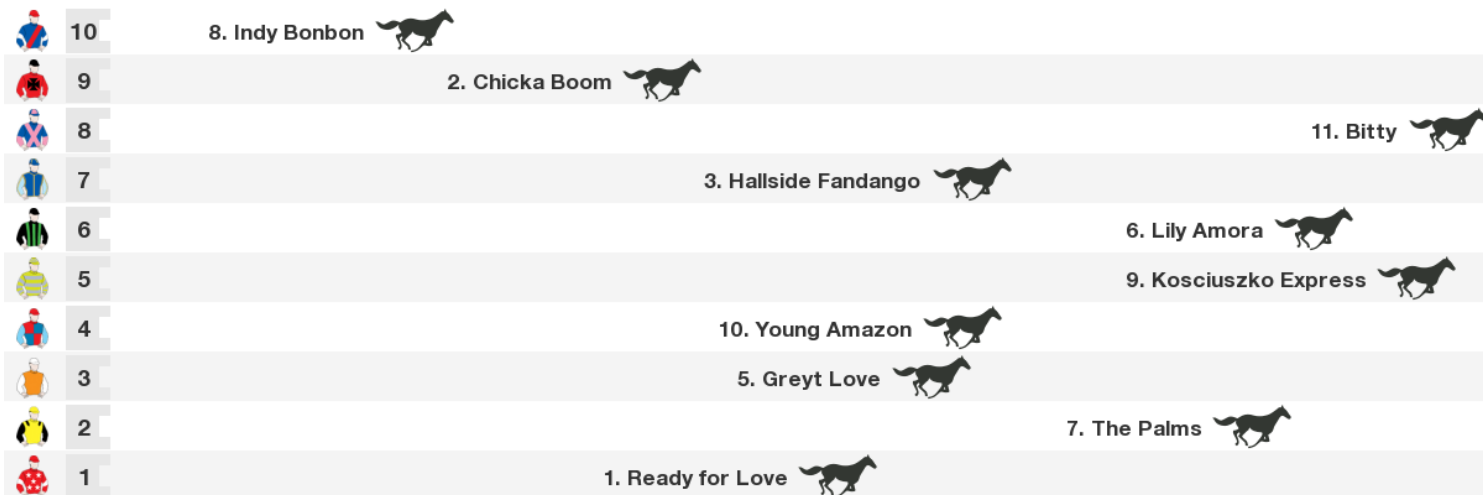 10 8. Indy Bonbon
9 2. Chicka Boom
8 11. Bitty
7 3. Hallside Fandango
6 6. Lily Amora
5 9. Kosciuszko Express
4 10. Young Amazon
3 5. Greyt Love
2 7. The Palms
1 1. Ready for Love